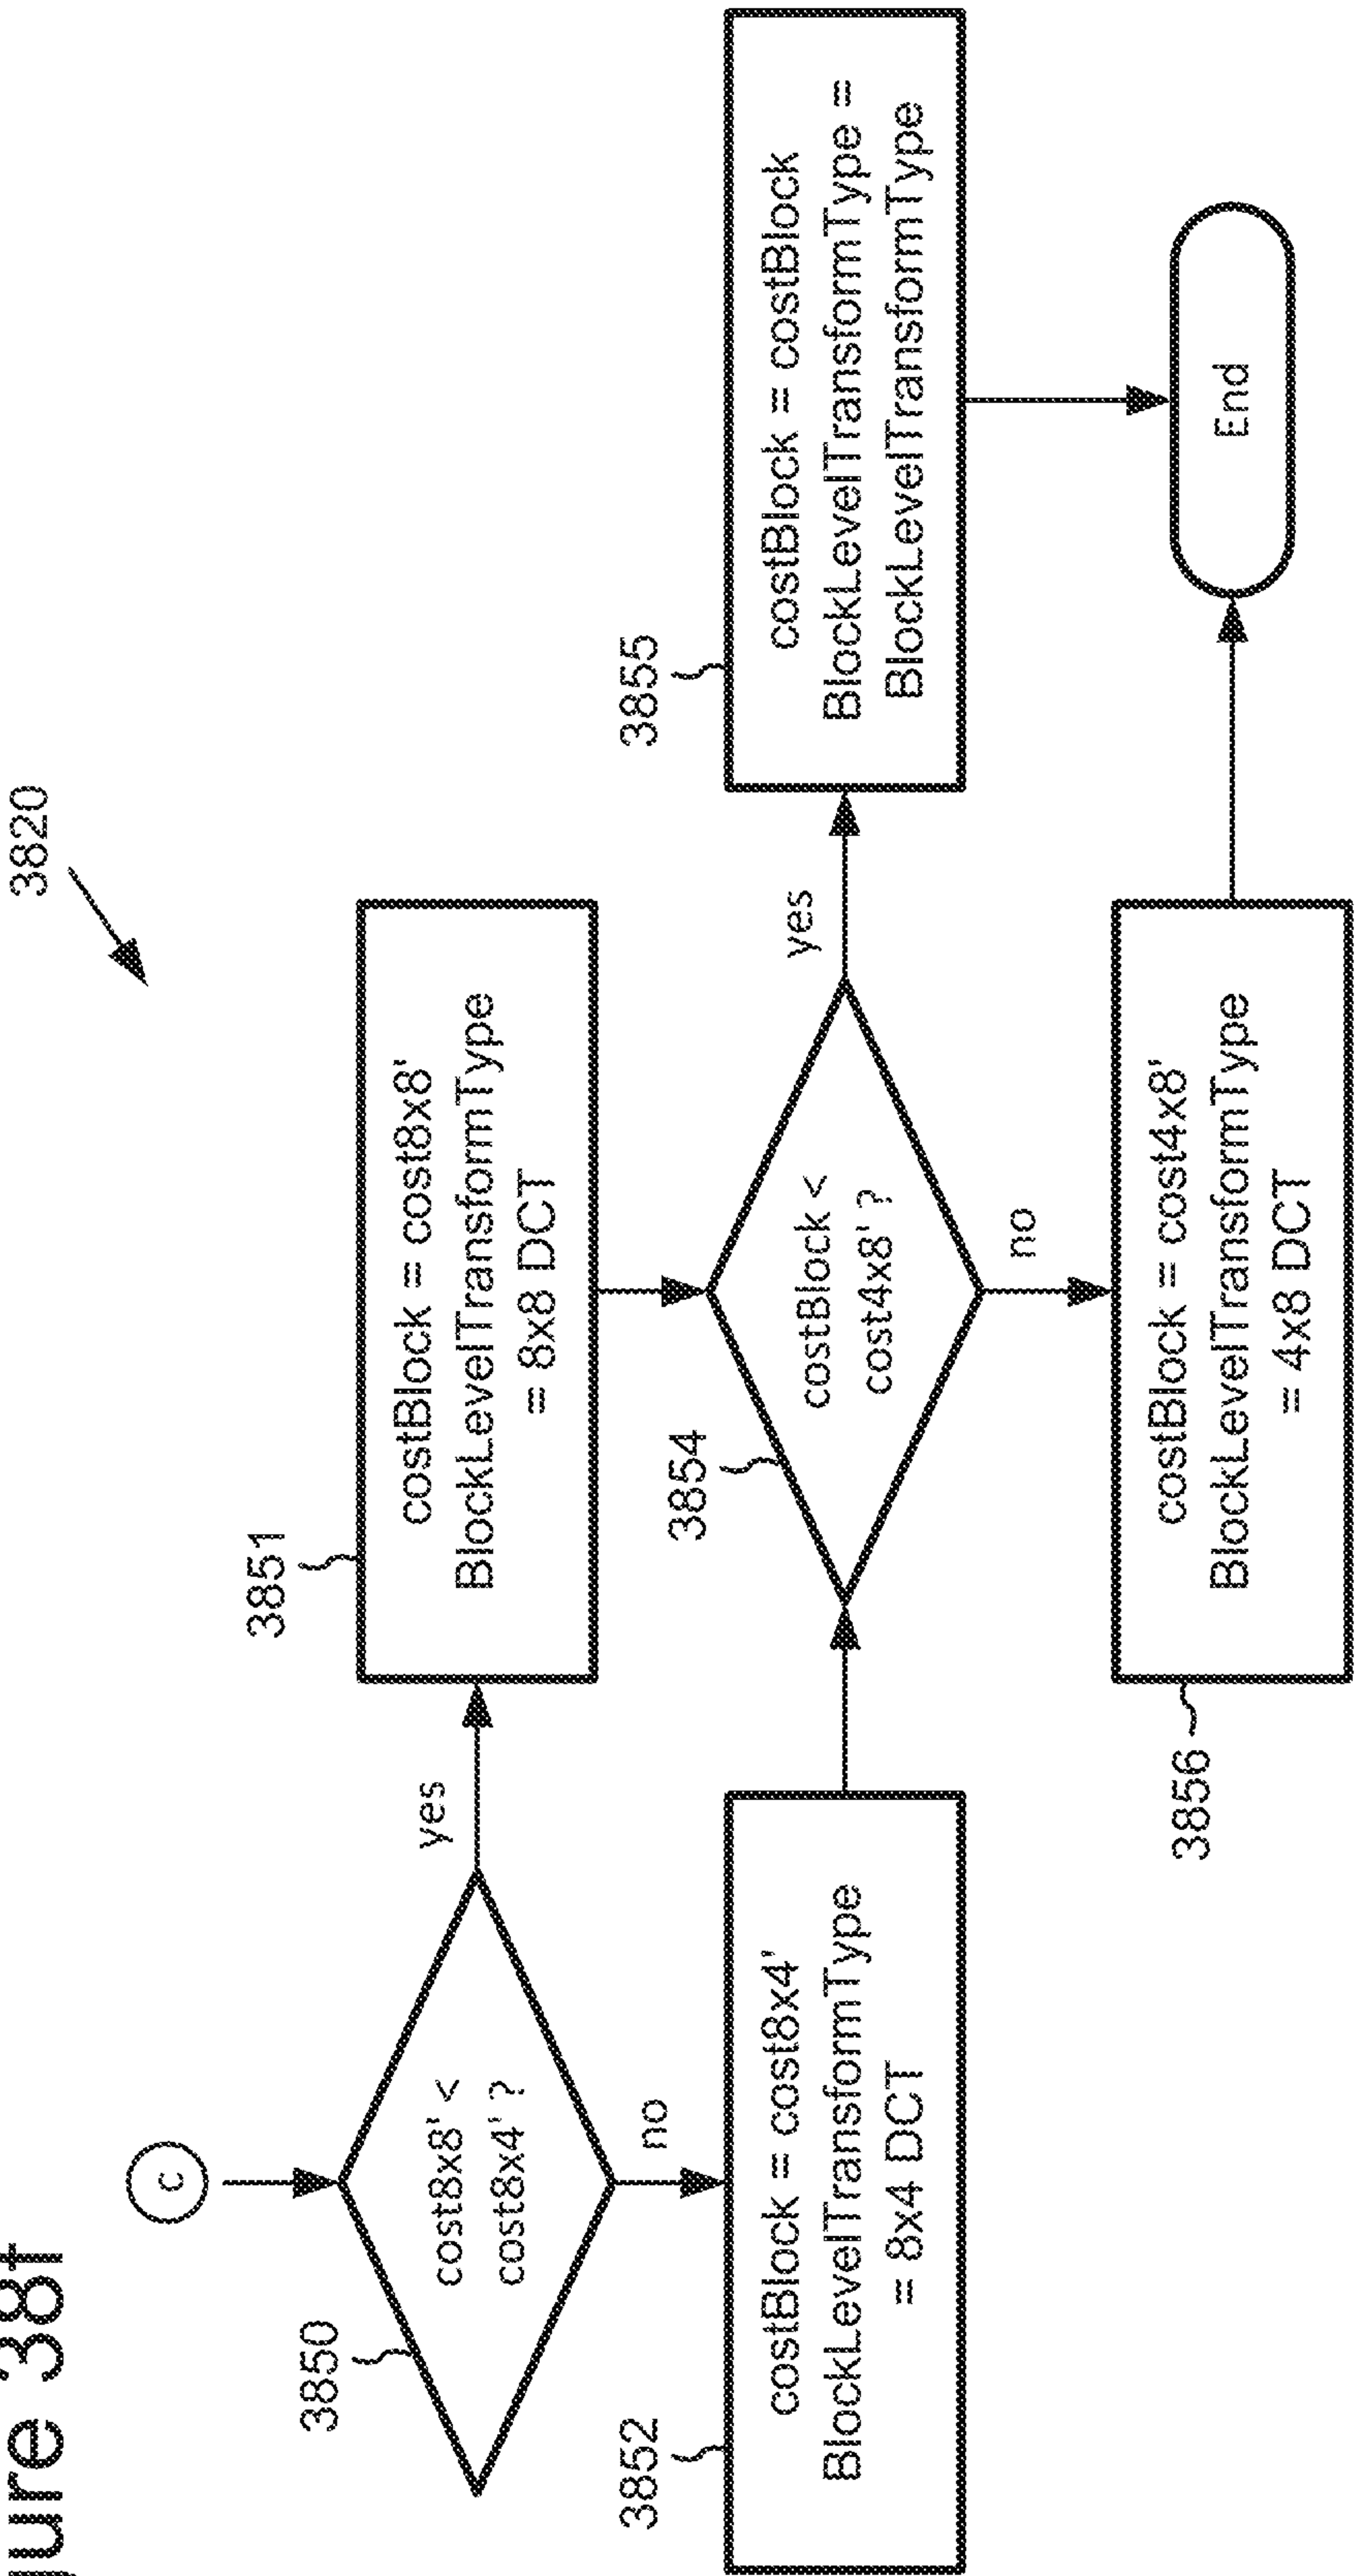 38f
3820
c
3850
cost8x8' <
cost8x4' ?
yes
no
3851
costBlock = cost8x8'
BlockLevelTransformType
= 8x8 DCT
3852
costBlock = cost8x4'
BlockLevelTransformType
= 8x4 DCT
3854
costBlock <
cost4x8' ?
yes
no
3855
costBlock = costBlock
BlockLevelTransformType =
BlockLevelTransformType
3856
costBlock = cost4x8'
BlockLevelTransformType
= 4x8 DCT
End